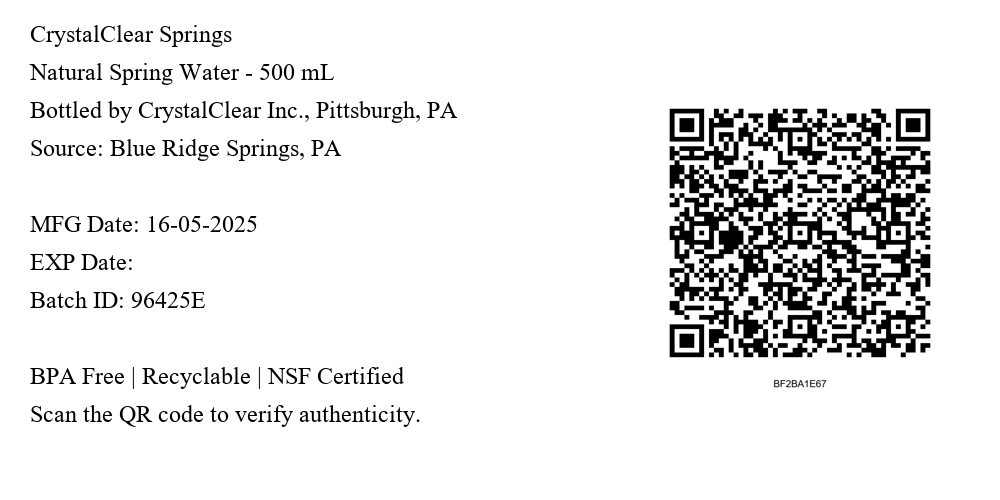 CrystalClear Springs
Natural Spring Water - 500 mL
Bottled by CrystalClear Inc., Pittsburgh, PA
Source: Blue Ridge Springs, PA
MFG Date: 16-05-2025
EXP Date:
Batch ID: 96425E
BPA Free | Recyclable | NSF Certified
Scan the QR code to verify authenticity.
BF2BA1E67